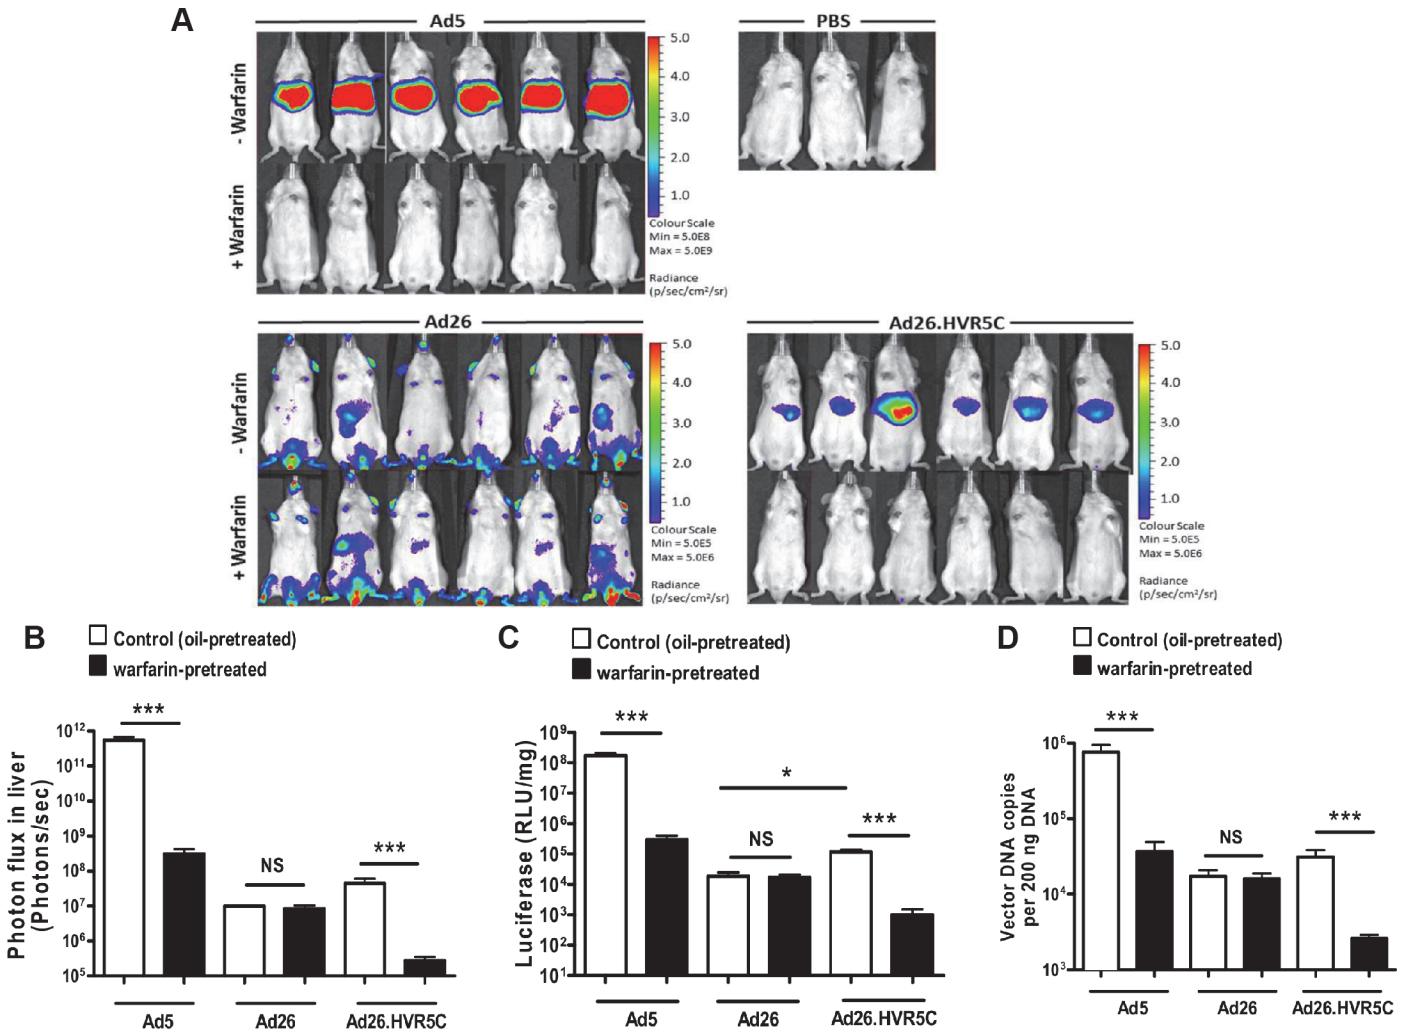 A
Ad5
PBS
- Warfarin
+ Warfarin
5.0
4.0
3.0
2.0
1.0
Colour Scale
Min = 5.0E8
Max = 5.0E9
Radiance
(p/sec/cm²/sr)
Ad26
Ad26.HVR5C
- Warfarin
+ Warfarin
5.0
4.0
3.0
2.0
1.0
Colour Scale
Min = 5.0E5
Max = 5.0E6
Radiance
(p/sec/cm²/sr)
5.0
4.0
3.0
2.0
1.0
Colour Scale
Min = 5.0E5
Max = 5.0E6
Radiance
(p/sec/cm²/sr)
B
Control (oil-pretreated)
warfarin-pretreated
Photon flux in liver
(Photons/sec)
10¹²
10¹¹
10¹⁰
10⁹
10⁸
10⁷
10⁶
10⁵
***
NS
***
Ad5
Ad26
Ad26.HVR5C
C
Control (oil-pretreated)
warfarin-pretreated
Luciferase (RLU/mg)
10⁹
10⁸
10⁷
10⁶
10⁵
10⁴
10³
10²
10¹
***
*
NS
***
Ad5
Ad26
Ad26.HVR5C
D
Control (oil-pretreated)
warfarin-pretreated
Vector DNA copies
per 200 ng DNA
10⁶
10⁵
10⁴
10³
***
NS
***
Ad5
Ad26
Ad26.HVR5C